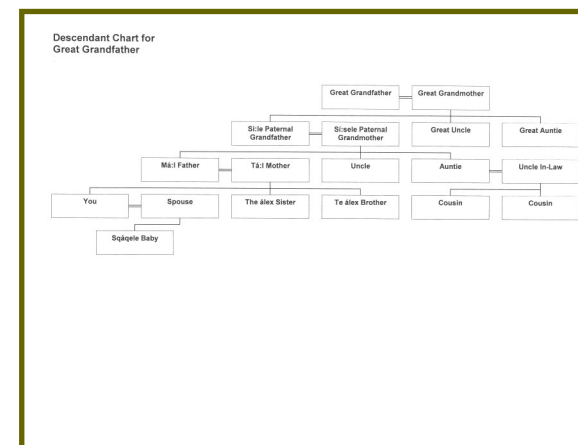 Descendant Chart for
Great Grandfather
Great Grandfather
Great Grandmother
Sí:le Paternal
Grandfather
Sí:sele Paternal
Grandmother
Great Uncle
Great Auntie
Má:l Father
Tá:l Mother
Uncle
Auntie
Uncle In-Law
You
Spouse
The álex Sister
Te álex Brother
Cousin
Cousin
Sqáqele Baby